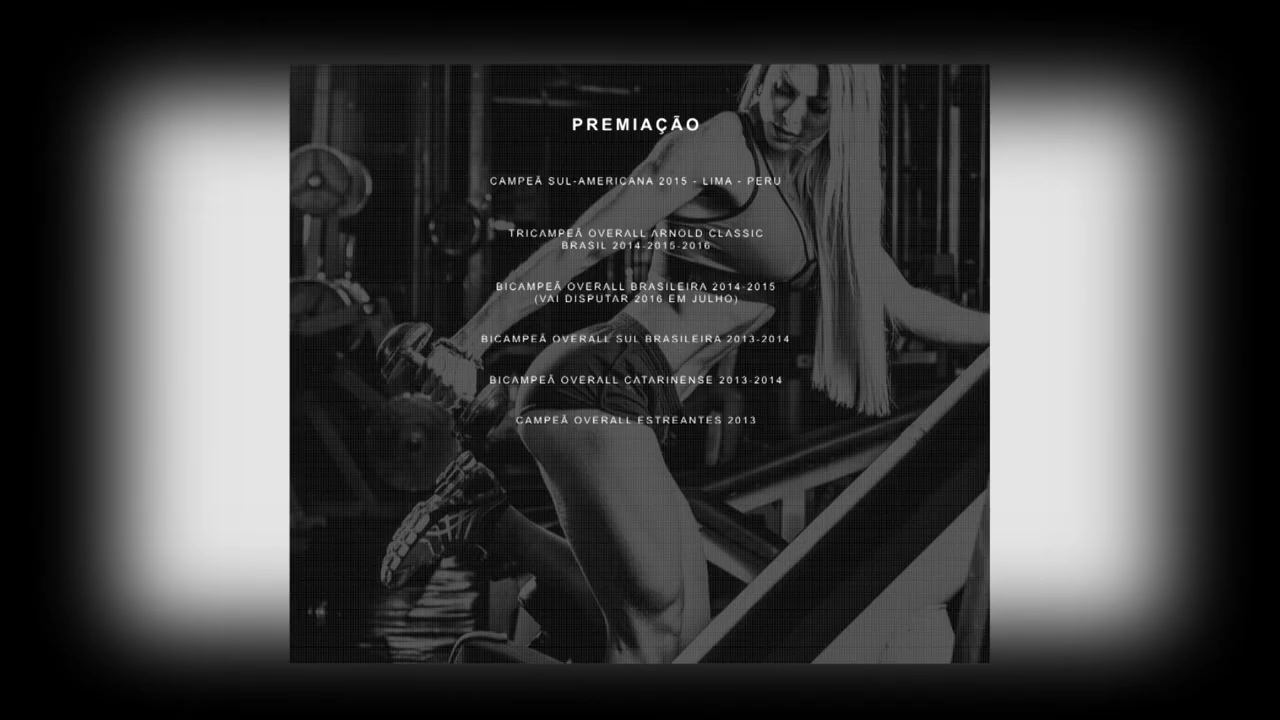 PREMIAÇÃO
CAMPEÃ SUL-AMERICANA 2015 - LIMA - PERU
TRICAMPEÃ OVERALL ARNOLD CLASSIC
BRASIL 2014-2015-2016
BICAMPEÃ OVERALL BRASILEIRA 2014-2015
(VAI DISPUTAR 2016 EM JULHO)
BICAMPEÃ OVERALL SUL BRASILEIRA 2013-2014
BICAMPEÃ OVERALL CATARINENSE 2013-2014
CAMPEÃ OVERALL ESTREANTES 2013